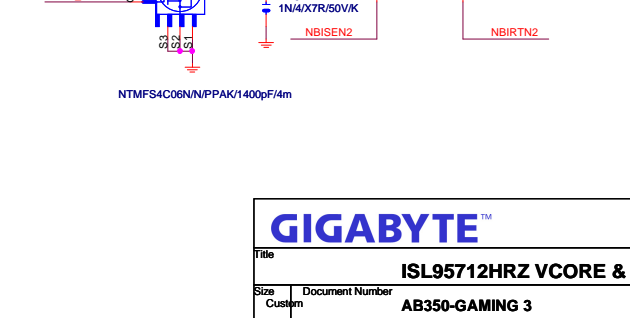 1N/4/X7R/50V/K
NBISEN2
NBIRTN2
S3
S2
S1
NTMFS4C06N/N/PPAK/1400pF/4m
GIGABYTE™
Title
ISL95712HRZ VCORE &
Size
Document Number
Custom
AB350-GAMING 3